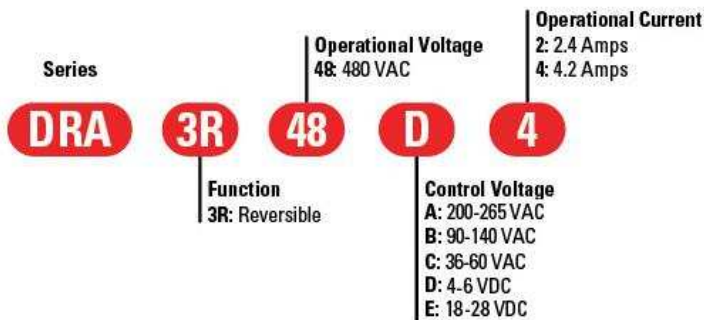 Series
Operational Voltage
48: 480 VAC
Operational Current
2: 2.4 Amps
4: 4.2 Amps
DRA 3R 48 D 4
Function
3R: Reversible
Control Voltage
A: 200-265 VAC
B: 90-140 VAC
C: 36-60 VAC
D: 4-6 VDC
E: 18-28 VDC